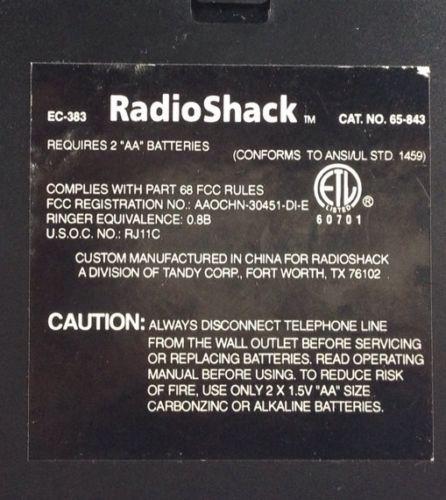 EC-383 RadioShack TM CAT. NO. 65-843
REQUIRES 2 "AA" BATTERIES
(CONFORMS TO ANSI/UL STD. 1459)
COMPLIES WITH PART 68 FCC RULES
FCC REGISTRATION NO.: AAOCHN-30451-DI-E
RINGER EQUIVALENCE: 0.8B
U.S.O.C. NO.: RJ11C
ETL
LISTED ®
60701
CUSTOM MANUFACTURED IN CHINA FOR RADIOSHACK
A DIVISION OF TANDY CORP., FORT WORTH, TX 76102
CAUTION: ALWAYS DISCONNECT TELEPHONE LINE
FROM THE WALL OUTLET BEFORE SERVICING
OR REPLACING BATTERIES. READ OPERATING
MANUAL BEFORE USING. TO REDUCE RISK
OF FIRE, USE ONLY 2 X 1.5V "AA" SIZE
CARBONZINC OR ALKALINE BATTERIES.